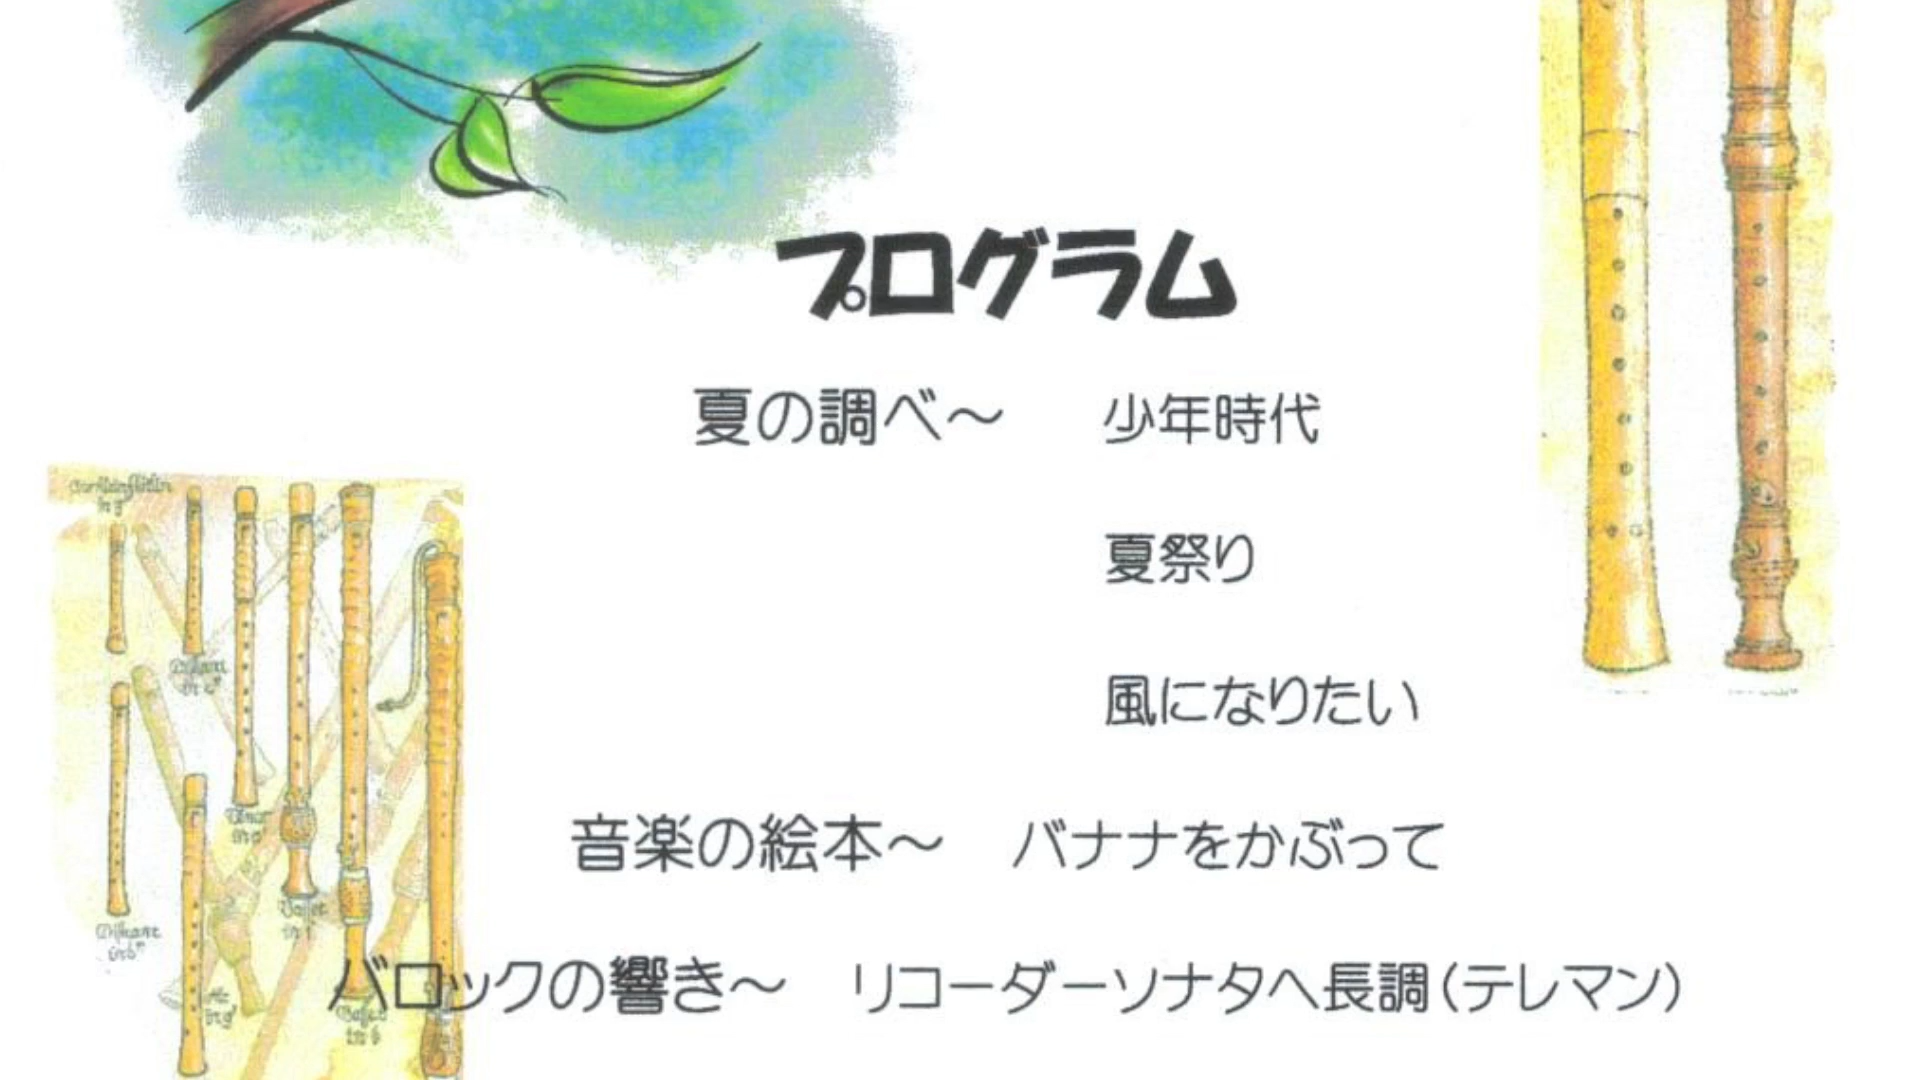 プログラム
夏の調べ〜　少年時代
夏祭り
風になりたい
音楽の絵本〜　バナナをかぶって
バロックの響き〜　リコーダーソナタヘ長調（テレマン）